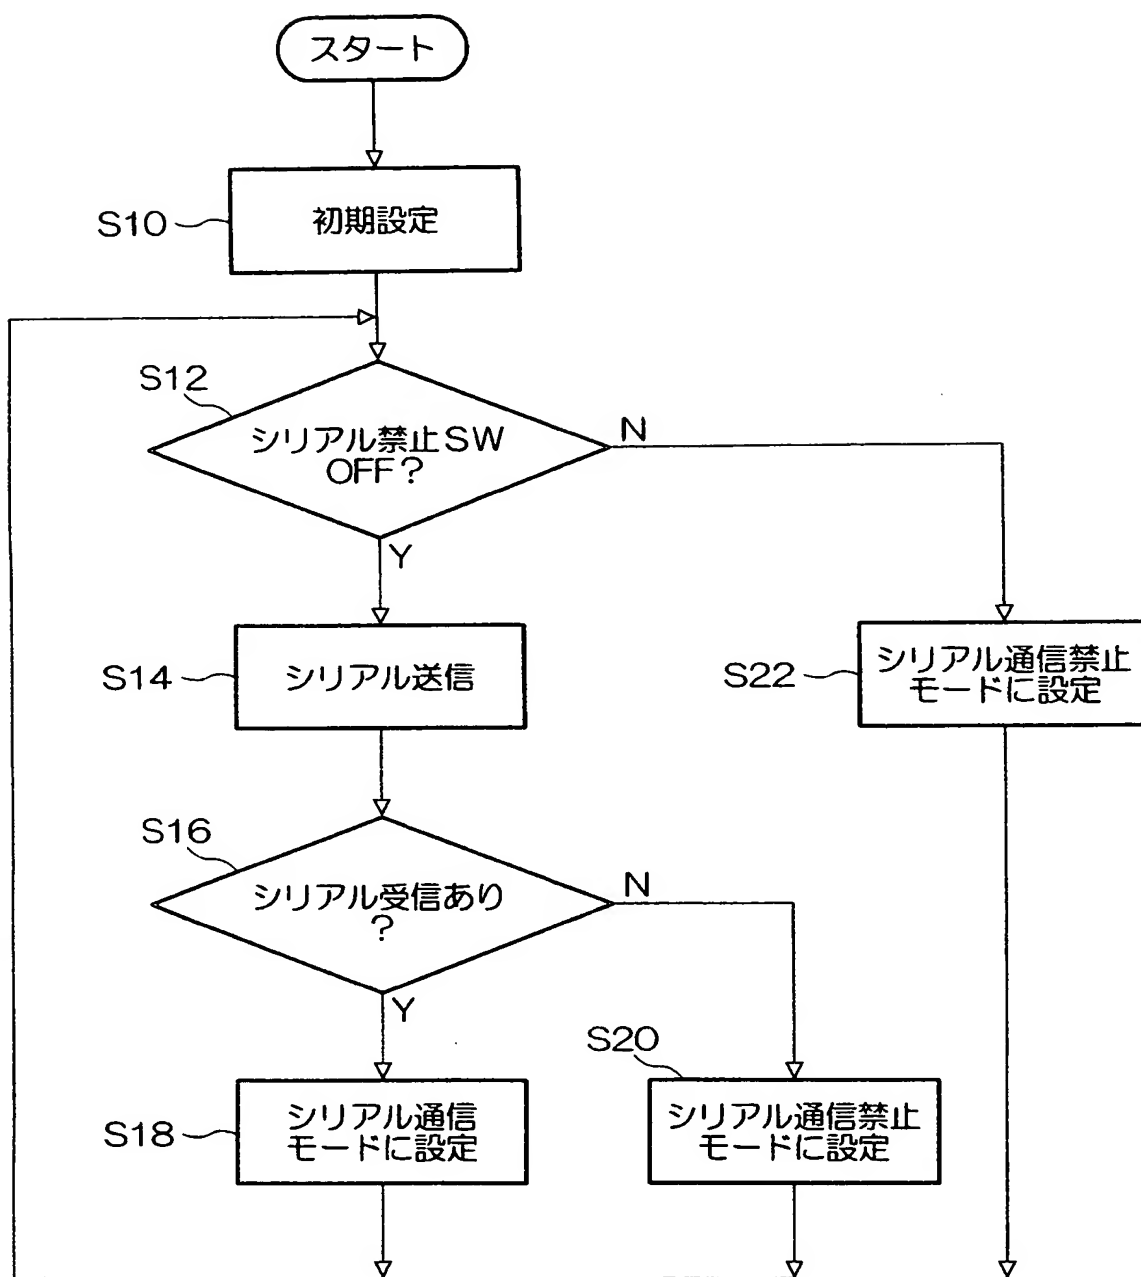 スタート
S10
初期設定
S12
シリアル禁止SW
OFF?
N
Y
S14
シリアル送信
S22
シリアル通信禁止
モードに設定
S16
シリアル受信あり
?
N
Y
S20
S18
シリアル通信
モードに設定
シリアル通信禁止
モードに設定